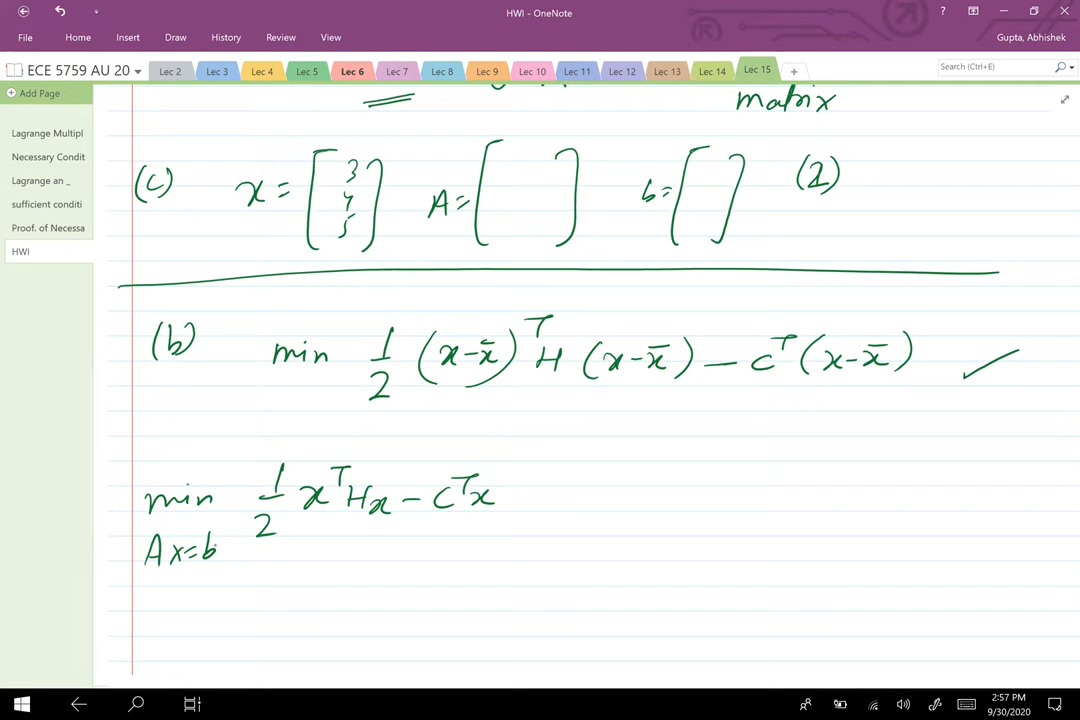 HWI - OneNote
Gupta, Abhishek
File Home Insert Draw History Review View
ECE 5759 AU 20
Lec 2 Lec 3 Lec 4 Lec 5 Lec 6 Lec 7 Lec 8 Lec 9 Lec 10 Lec 11 Lec 12 Lec 13 Lec 14 Lec 15 +
Search (Ctrl+E)
Add Page
Lagrange Multipl
Necessary Condit
Lagrange an _
sufficient conditi
Proof. of Necessa
HWI
matrix
(c) x = [3 4 5] A = [ ] b = [ ] (1)
(b) min 1/2 (x-x̄)ᵀ H (x-x̄) - cᵀ(x-x̄) ✓
min 1/2 xᵀHx - cᵀx
Ax=b
2:57 PM
9/30/2020